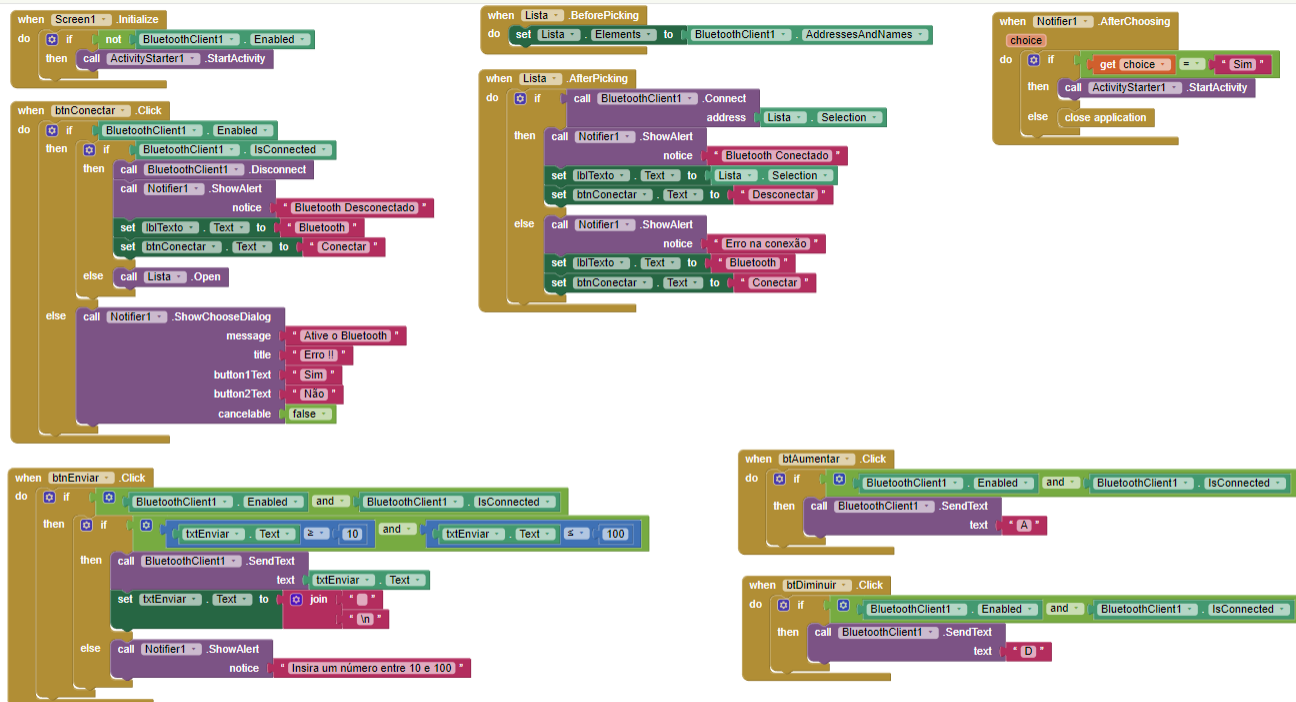 when Screen1 .Initialize
do if not BluetoothClient1 . Enabled
then call ActivityStarter1 .StartActivity
when btnConectar .Click
do if BluetoothClient1 . Enabled
then if BluetoothClient1 . IsConnected
then call BluetoothClient1 .Disconnect
call Notifier1 .ShowAlert
notice " Bluetooth Desconectado "
set lblTexto . Text to " Bluetooth "
set btnConectar . Text to " Conectar "
else call Lista .Open
else call Notifier1 .ShowChooseDialog
message " Ative o Bluetooth "
title " Erro !! "
button1Text " Sim "
button2Text " Não "
cancelable false
when btnEnviar .Click
do if BluetoothClient1 . Enabled and BluetoothClient1 . IsConnected
then if txtEnviar . Text ≥ 10 and txtEnviar . Text ≤ 100
then call BluetoothClient1 .SendText
text txtEnviar . Text
set txtEnviar . Text to join " "
" \n "
else call Notifier1 .ShowAlert
notice " Insira um número entre 10 e 100 "
when Lista .BeforePicking
do set Lista . Elements to BluetoothClient1 . AddressesAndNames
when Lista .AfterPicking
do if call BluetoothClient1 .Connect
address Lista . Selection
then call Notifier1 .ShowAlert
notice " Bluetooth Conectado "
set lblTexto . Text to Lista . Selection
set btnConectar . Text to " Desconectar "
else call Notifier1 .ShowAlert
notice " Erro na conexão "
set lblTexto . Text to " Bluetooth "
set btnConectar . Text to " Conectar "
when Notifier1 .AfterChoosing
choice
do if get choice = " Sim "
then call ActivityStarter1 .StartActivity
else close application
when btAumentar .Click
do if BluetoothClient1 . Enabled and BluetoothClient1 . IsConnected
then call BluetoothClient1 .SendText
text " A "
when btDiminuir .Click
do if BluetoothClient1 . Enabled and BluetoothClient1 . IsConnected
then call BluetoothClient1 .SendText
text " D "